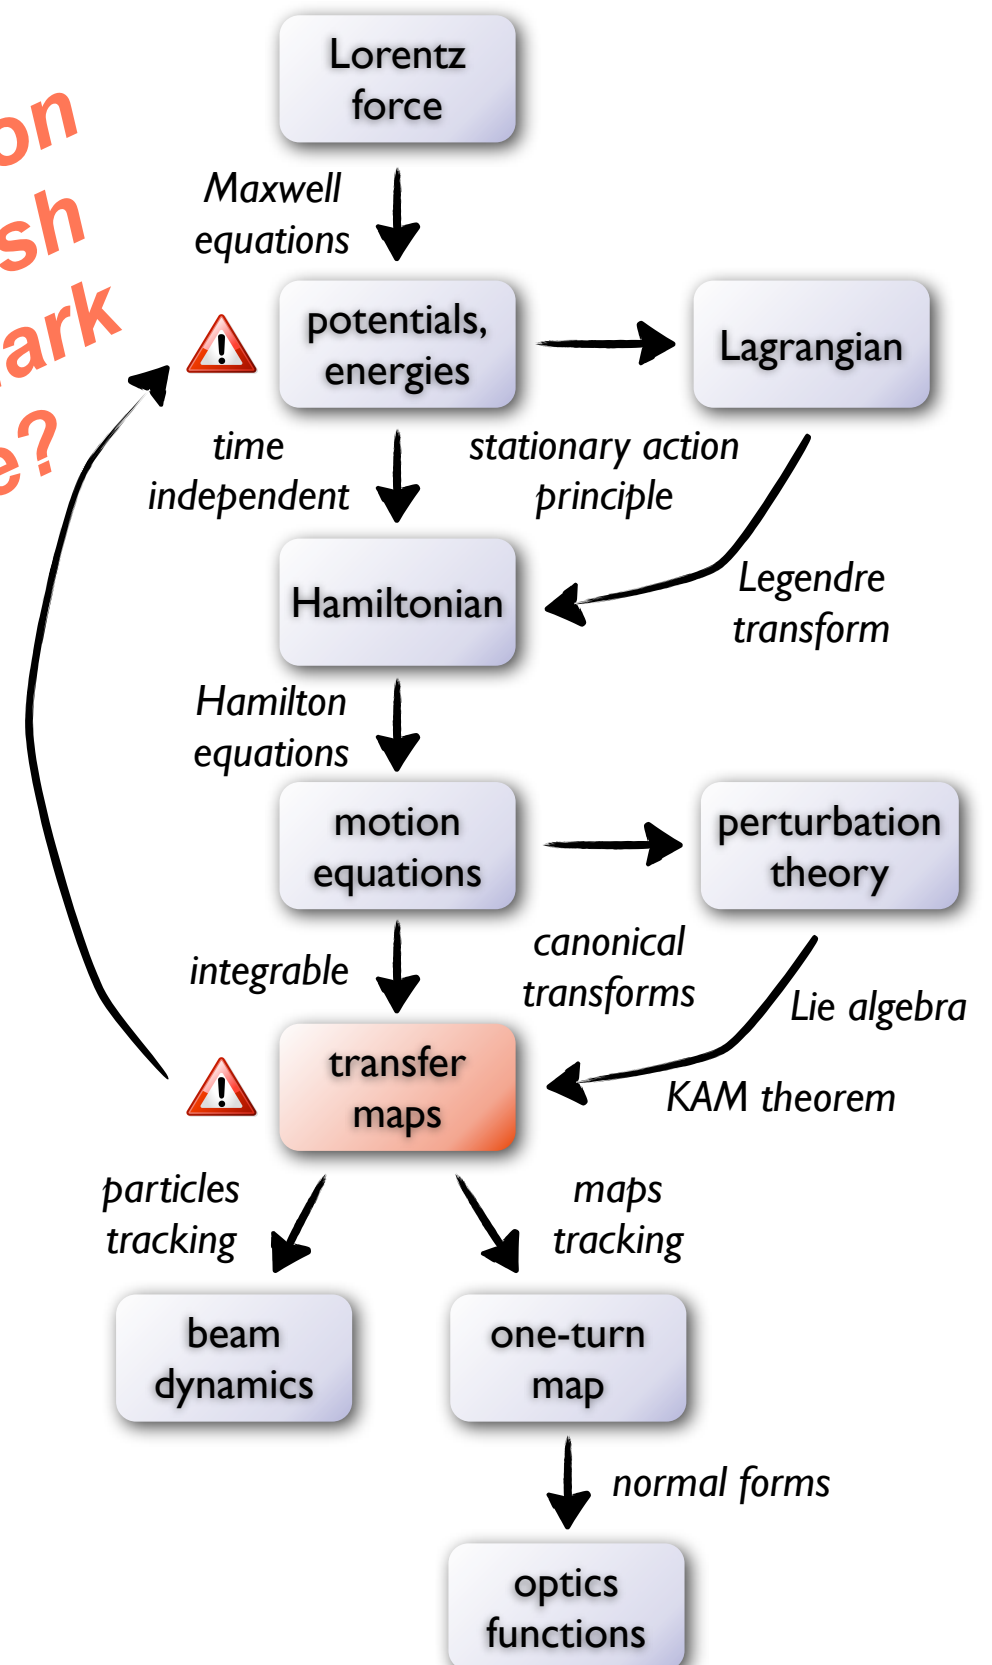 Lorentz
force
Maxwell
equations
potentials,
energies
Lagrangian
time
independent
stationary action
principle
Hamiltonian
Legendre
transform
Hamilton
equations
motion
equations
perturbation
theory
integrable
canonical
transforms
Lie algebra
transfer
maps
KAM theorem
particles
tracking
maps
tracking
beam
dynamics
one-turn
map
normal forms
optics
functions